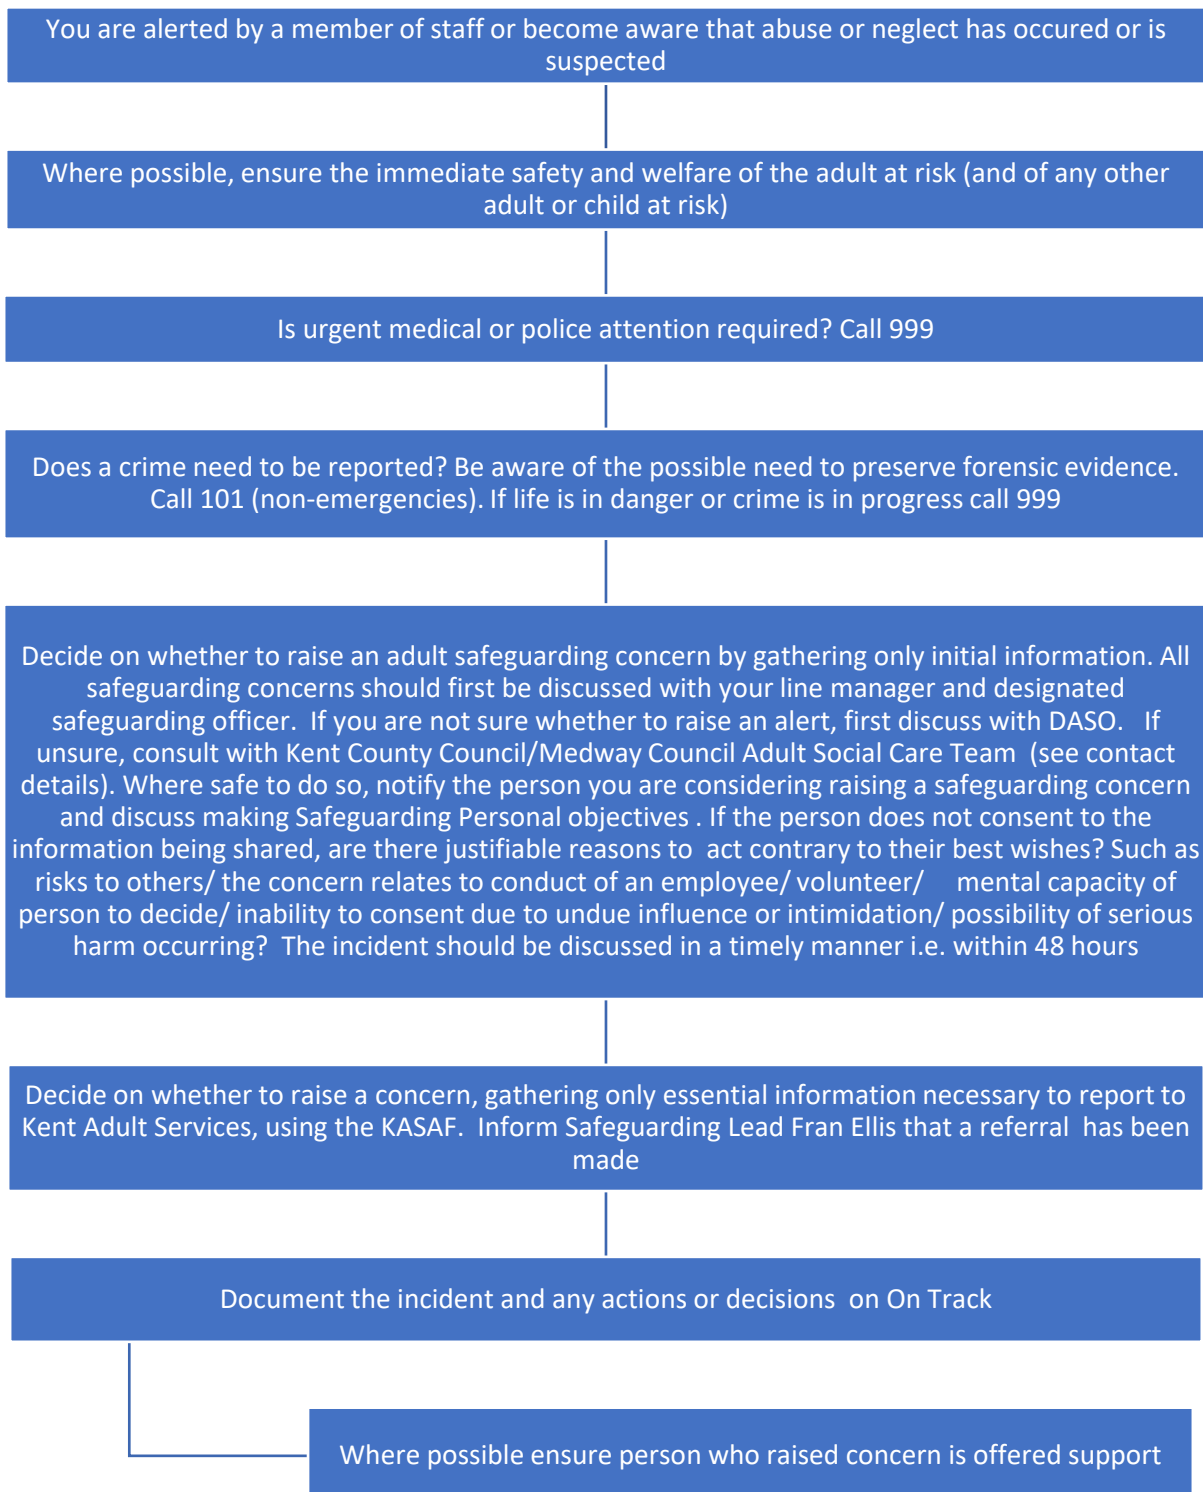 You are alerted by a member of staff or become aware that abuse or neglect has occured or is
suspected
Where possible, ensure the immediate safety and welfare of the adult at risk (and of any other
adult or child at risk)
Is urgent medical or police attention required? Call 999
Does a crime need to be reported? Be aware of the possible need to preserve forensic evidence.
Call 101 (non-emergencies). If life is in danger or crime is in progress call 999
Decide on whether to raise an adult safeguarding concern by gathering only initial information. All
safeguarding concerns should first be discussed with your line manager and designated
safeguarding officer. If you are not sure whether to raise an alert, first discuss with DASO. If
unsure, consult with Kent County Council/Medway Council Adult Social Care Team (see contact
details). Where safe to do so, notify the person you are considering raising a safeguarding concern
and discuss making Safeguarding Personal objectives . If the person does not consent to the
information being shared, are there justifiable reasons to act contrary to their best wishes? Such as
risks to others/ the concern relates to conduct of an employee/ volunteer/ mental capacity of
person to decide/ inability to consent due to undue influence or intimidation/ possibility of serious
harm occurring? The incident should be discussed in a timely manner i.e. within 48 hours
Decide on whether to raise a concern, gathering only essential information necessary to report to
Kent Adult Services, using the KASAF. Inform Safeguarding Lead Fran Ellis that a referral has been
made
Document the incident and any actions or decisions on On Track
Where possible ensure person who raised concern is offered support